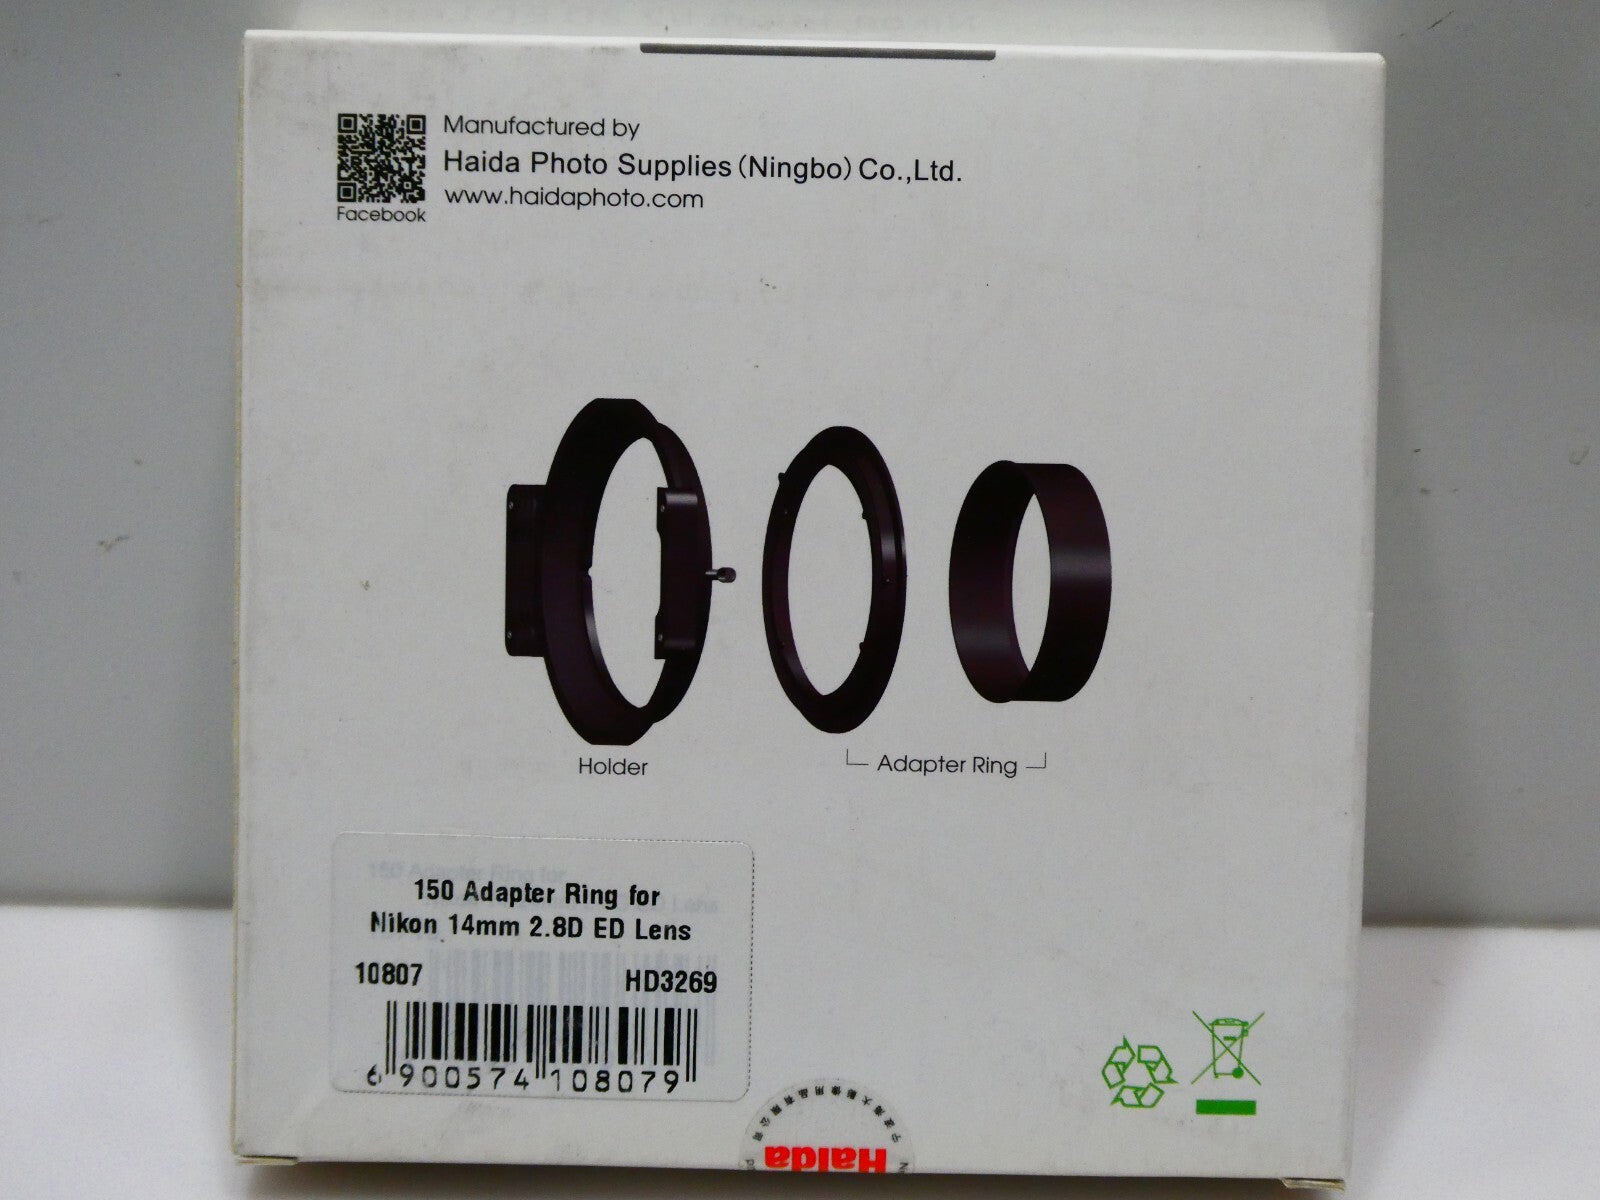 Manufactured by
Haida Photo Supplies (Ningbo) Co.,Ltd.
www.haidaphoto.com
Facebook
Holder
Adapter Ring
150 Adapter Ring for
Nikon 14mm 2.8D ED Lens
10807 HD3269
6 900574 108079
Haida